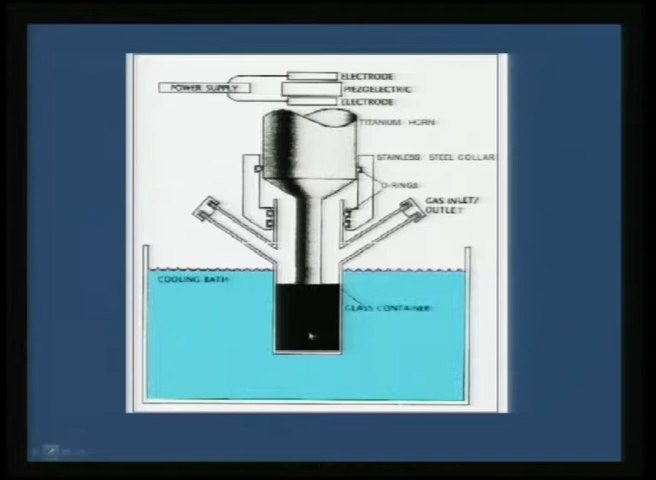 ELECTRODE
POWER SUPPLY
PIEZOELECTRIC
ELECTRODE
TITANIUM HORN
STAINLESS STEEL COLLAR
O-RINGS
GAS INLET/
OUTLET
COOLING BATH
GLASS CONTAINER